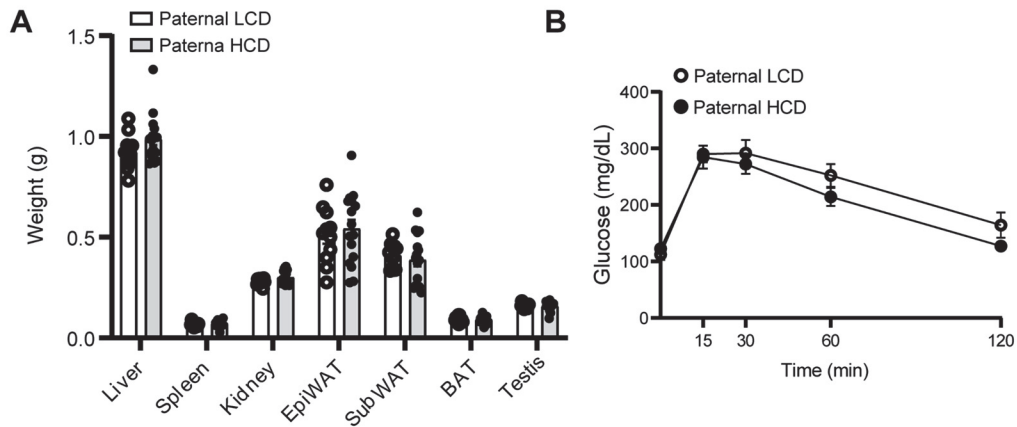 A
Paternal LCD
Paterna HCD
Weight (g)
1.5
1.0
0.5
0.0
Liver
Spleen
Kidney
EpiWAT
SubWAT
BAT
Testis
B
Paternal LCD
Paternal HCD
Glucose (mg/dL)
400
300
200
100
0
15 30 60 120
Time (min)